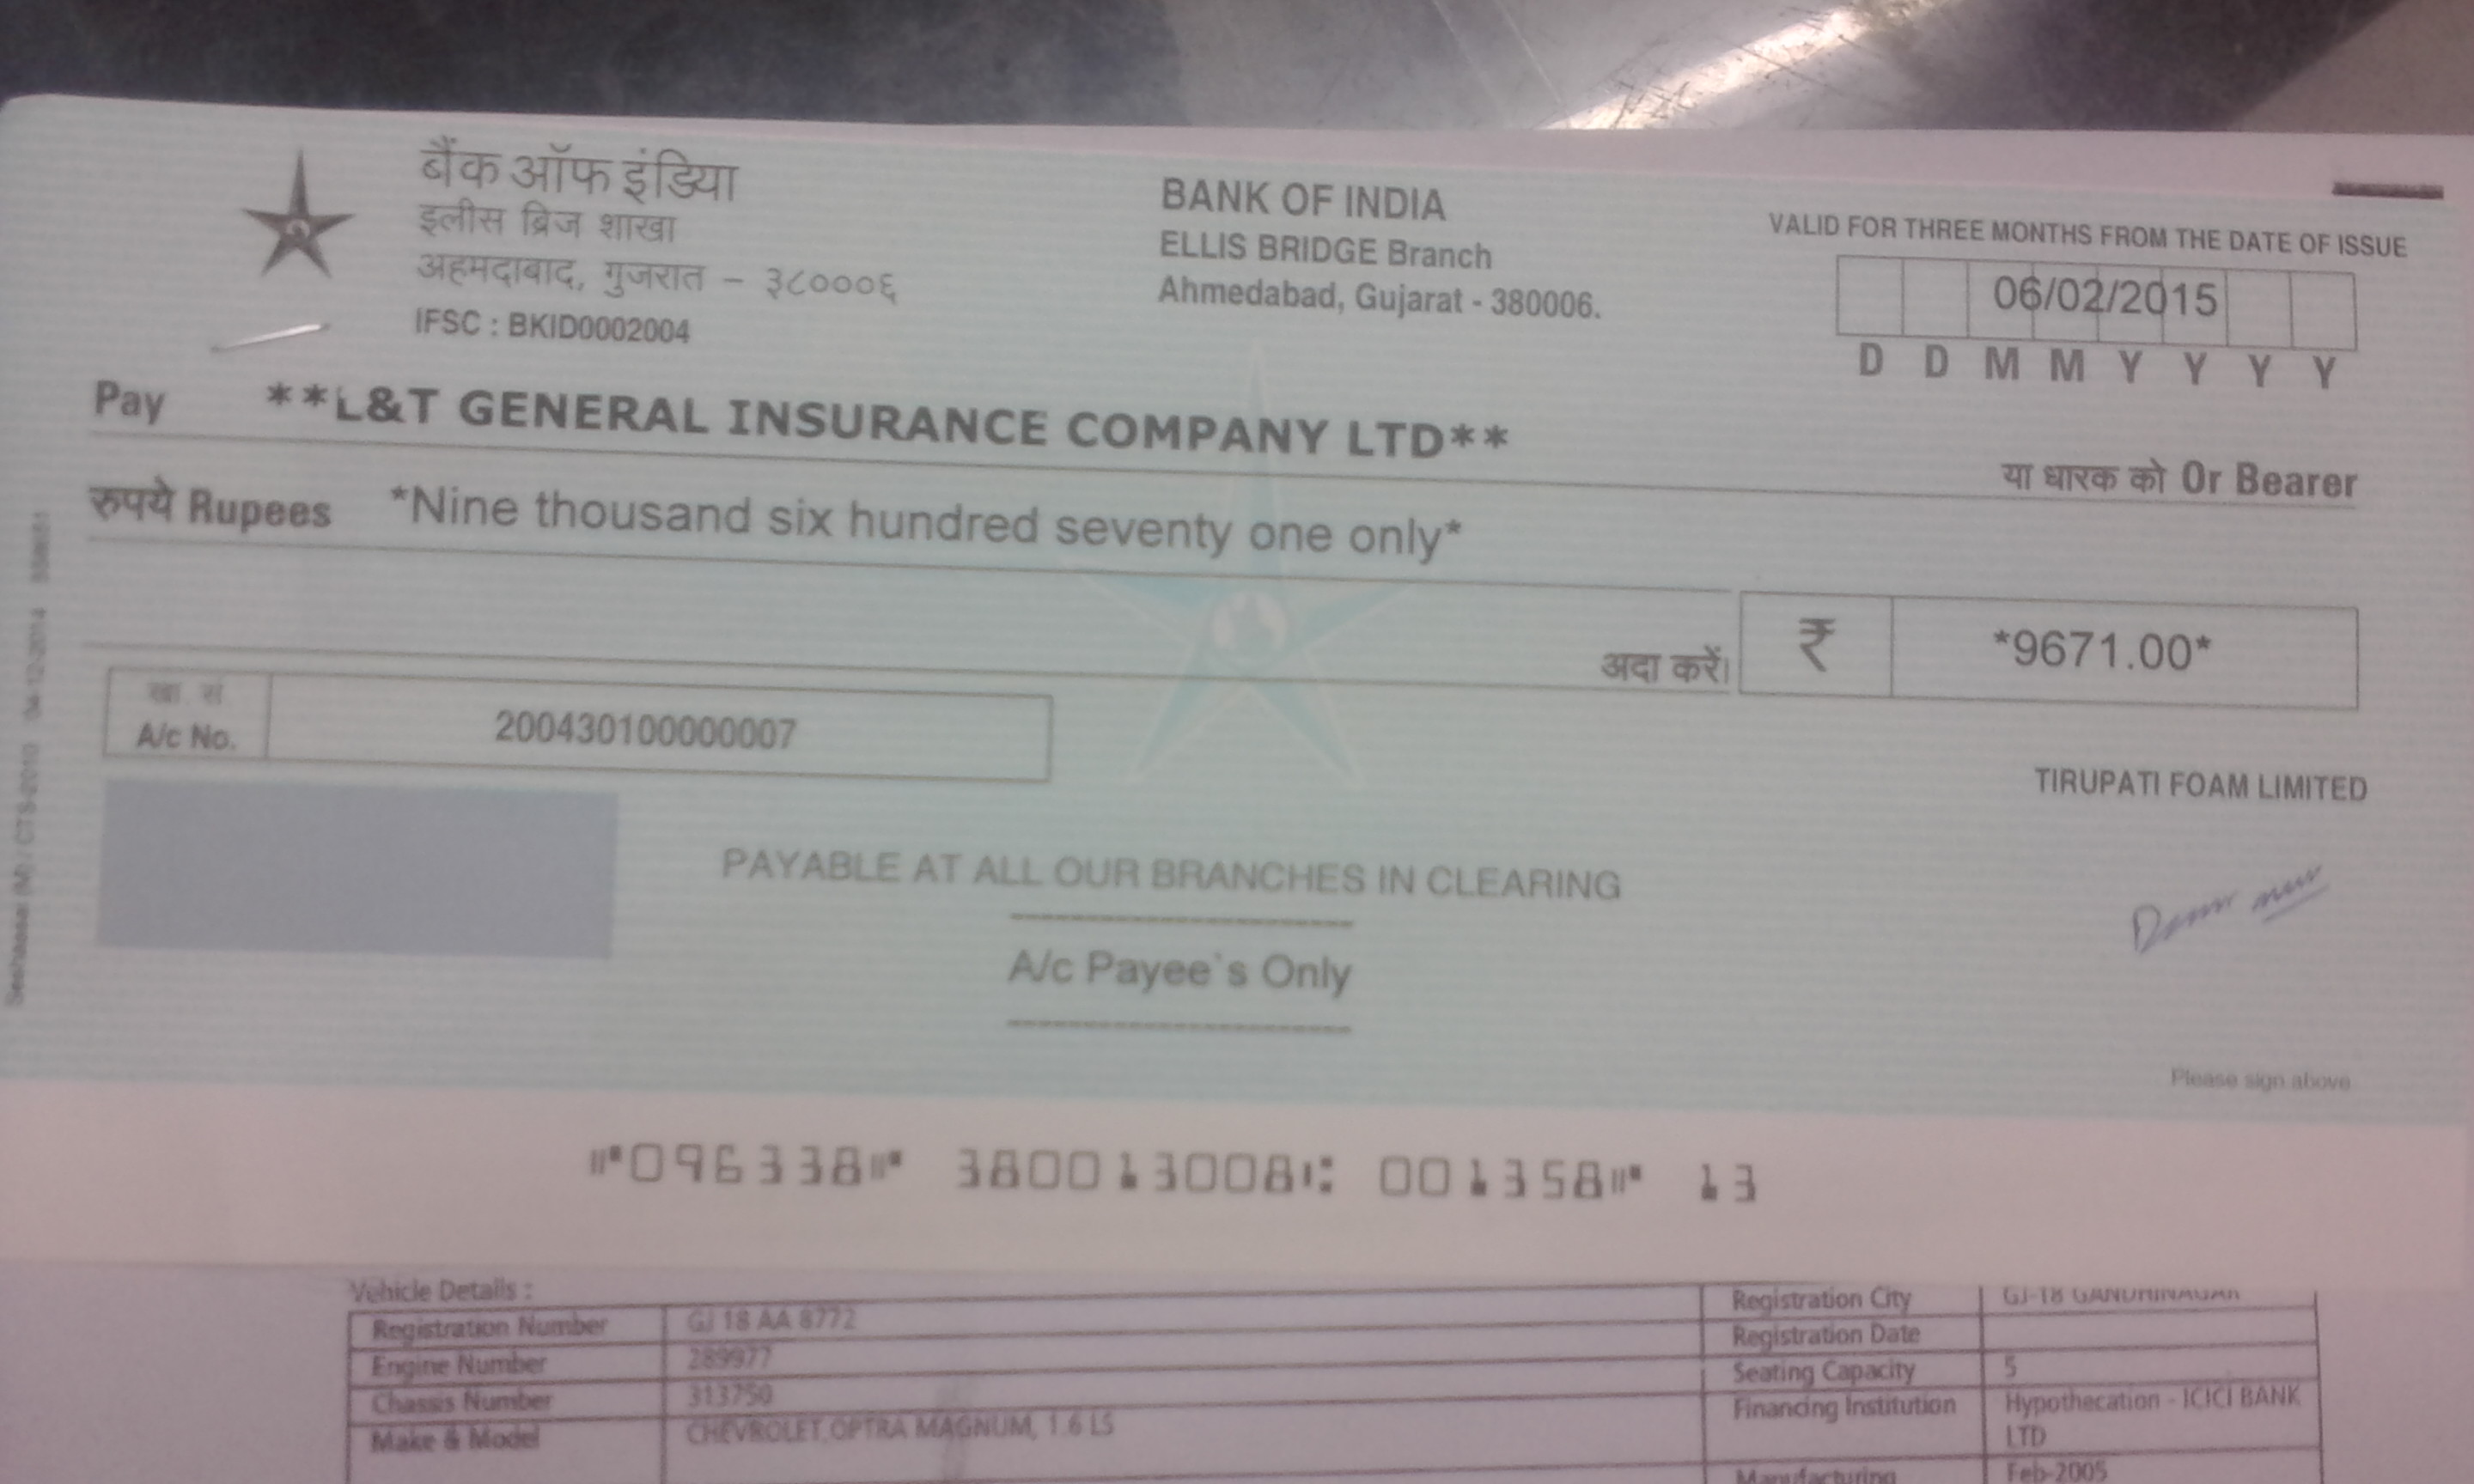 बैंक ऑफ इंडिया
इलीस ब्रिज शाखा
अहमदाबाद, गुजरात – ३८०००६
IFSC : BKID0002004
BANK OF INDIA
ELLIS BRIDGE Branch
Ahmedabad, Gujarat - 380006.
VALID FOR THREE MONTHS FROM THE DATE OF ISSUE
06/02/2015
D D M M Y Y Y Y
Pay **L&T GENERAL INSURANCE COMPANY LTD**
या धारक को Or Bearer
रुपये Rupees *Nine thousand six hundred seventy one only*
अदा करें। ₹ *9671.00*
खा. सं
A/c No. 200430100000007
TIRUPATI FOAM LIMITED
PAYABLE AT ALL OUR BRANCHES IN CLEARING
A/c Payee`s Only
Please sign above
⑈096338⑈ 380013008⑆ 001358⑈ 13
CTS-2010 04-12-2014
Vehicle Details :
Registration Number GJ 18 AA 8772
Engine Number 289977
Chassis Number 313750
Make & Model CHEVROLET,OPTRA MAGNUM, 1.6 LS
Registration City GJ-18 GANDHINAGAR
Registration Date
Seating Capacity 5
Financing Institution Hypothecation - ICICI BANK
LTD
Manufacturing Feb-2005